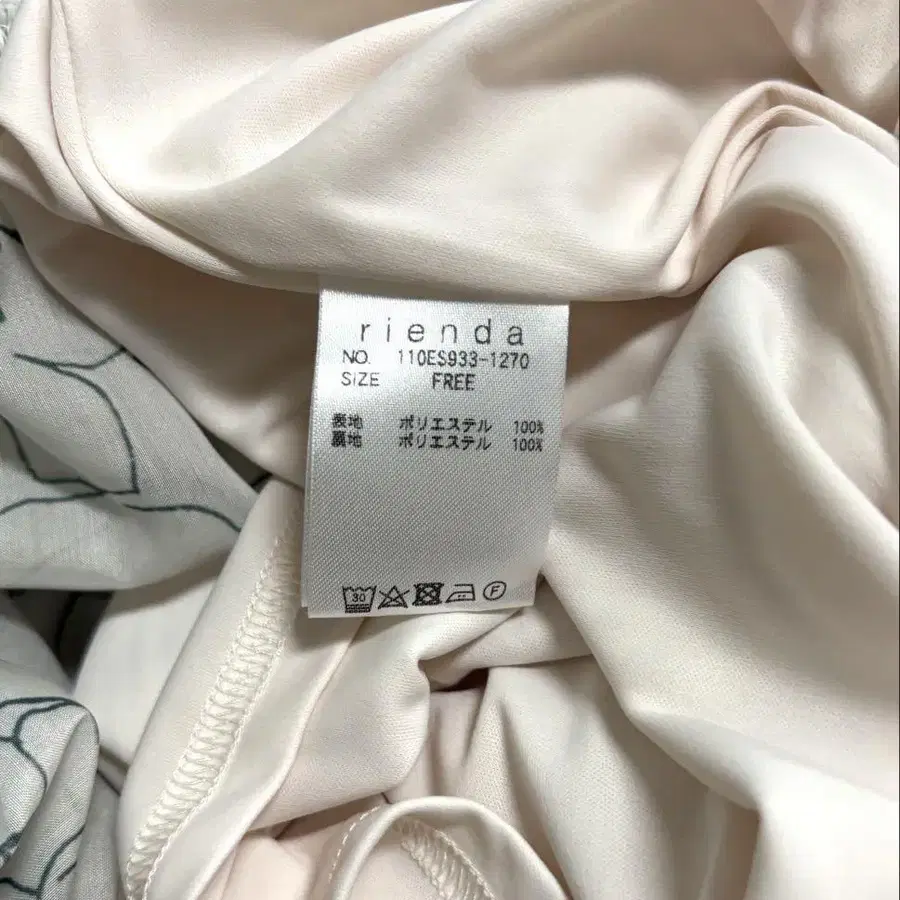 rienda
NO. 110ES933-1270
SIZE FREE
表地 ポリエステル 100%
裏地 ポリエステル 100%
30 F